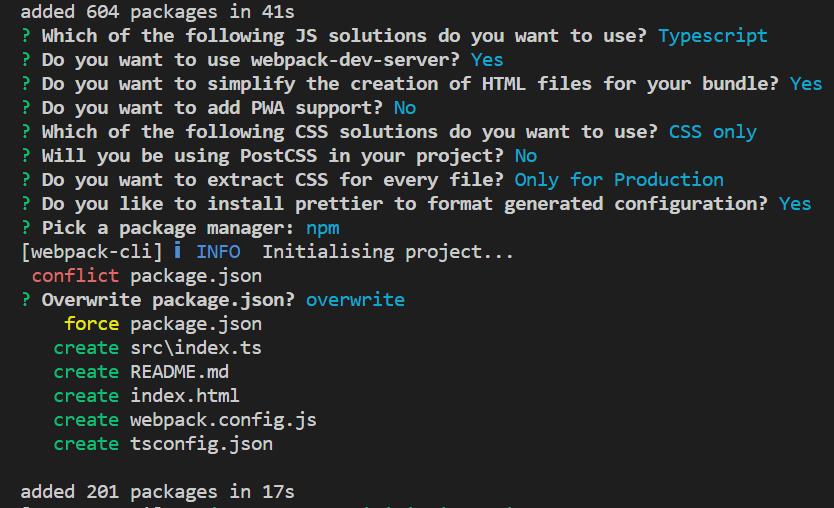 added 604 packages in 41s
? Which of the following JS solutions do you want to use? Typescript
? Do you want to use webpack-dev-server? Yes
? Do you want to simplify the creation of HTML files for your bundle? Yes
? Do you want to add PWA support? No
? Which of the following CSS solutions do you want to use? CSS only
? Will you be using PostCSS in your project? No
? Do you want to extract CSS for every file? Only for Production
? Do you like to install prettier to format generated configuration? Yes
? Pick a package manager: npm
[webpack-cli] ℹ INFO  Initialising project...
 conflict package.json
? Overwrite package.json? overwrite
    force package.json
   create src\index.ts
   create README.md
   create index.html
   create webpack.config.js
   create tsconfig.json
added 201 packages in 17s